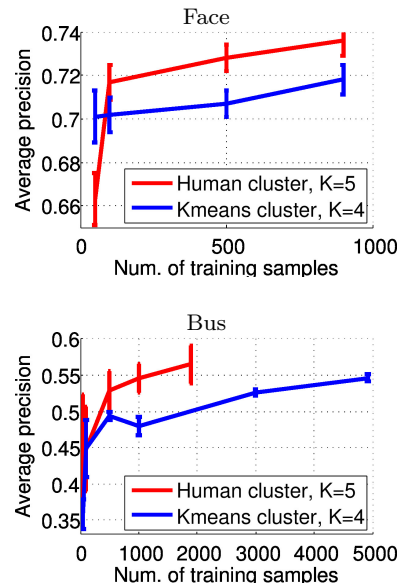 Face
0.74
0.72
0.7
0.68
0.66
Average precision
Human cluster, K=5
Kmeans cluster, K=4
0 500 1000
Num. of training samples
Bus
0.6
0.55
0.5
0.45
0.4
0.35
Average precision
Human cluster, K=5
Kmeans cluster, K=4
0 1000 2000 3000 4000 5000
Num. of training samples